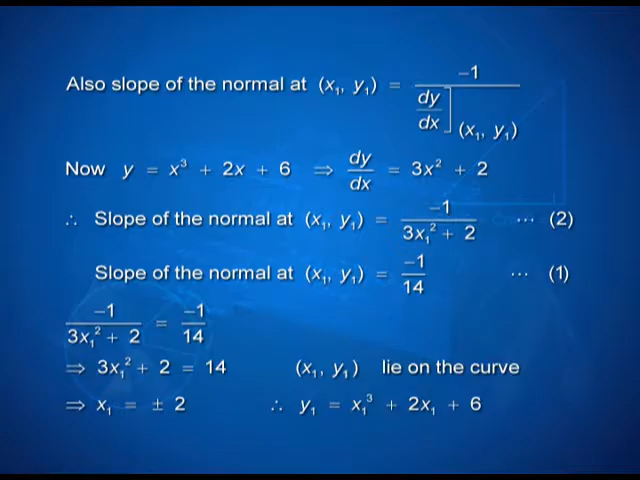 Also slope of the normal at (x₁, y₁) = −1 / dy/dx](x₁, y₁)
Now y = x³ + 2x + 6 ⇒ dy/dx = 3x² + 2
∴ Slope of the normal at (x₁, y₁) = −1 / 3x₁² + 2 ... (2)
Slope of the normal at (x₁, y₁) = −1 / 14 ... (1)
−1 / 3x₁² + 2 = −1 / 14
⇒ 3x₁² + 2 = 14 (x₁, y₁) lie on the curve
⇒ x₁ = ± 2 ∴ y₁ = x₁³ + 2x₁ + 6